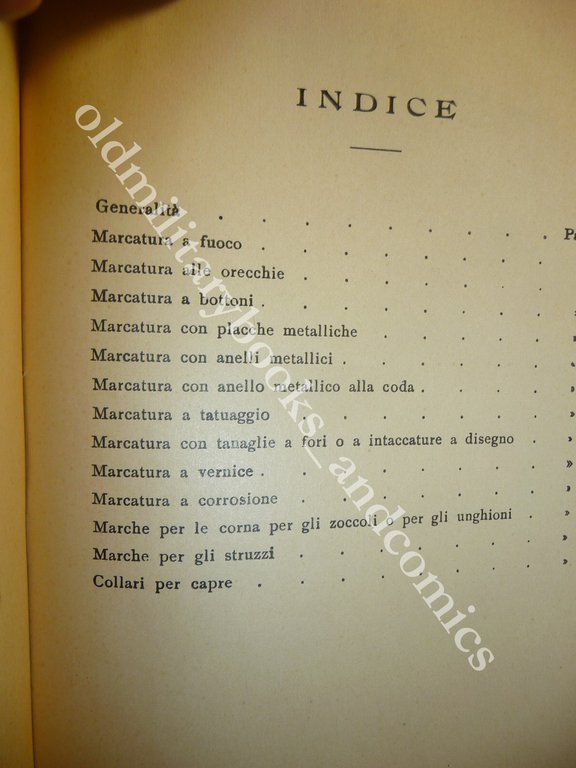 INDICE
Generalità . . . . . . . . Pa
Marcatura a fuoco . . . . . . .
Marcatura alle orecchie . . . . . .
Marcatura a bottoni . . . . . . . »
Marcatura con placche metalliche . . . . . »
Marcatura con anelli metallici . . . . . . »
Marcatura con anello metallico alla coda . . . . »
Marcatura a tatuaggio . . . . . . . »
Marcatura con tanaglie a fori o a intaccature a disegno . »
Marcatura a vernice . . . . . . . . »
Marcatura a corrosione . . . . . . »
Marche per le corna per gli zoccoli o per gli unghioni . »
Marche per gli struzzi . . . . . . . »
Collari per capre . . . . . . . . »
oldmilitarybooks_andcomics